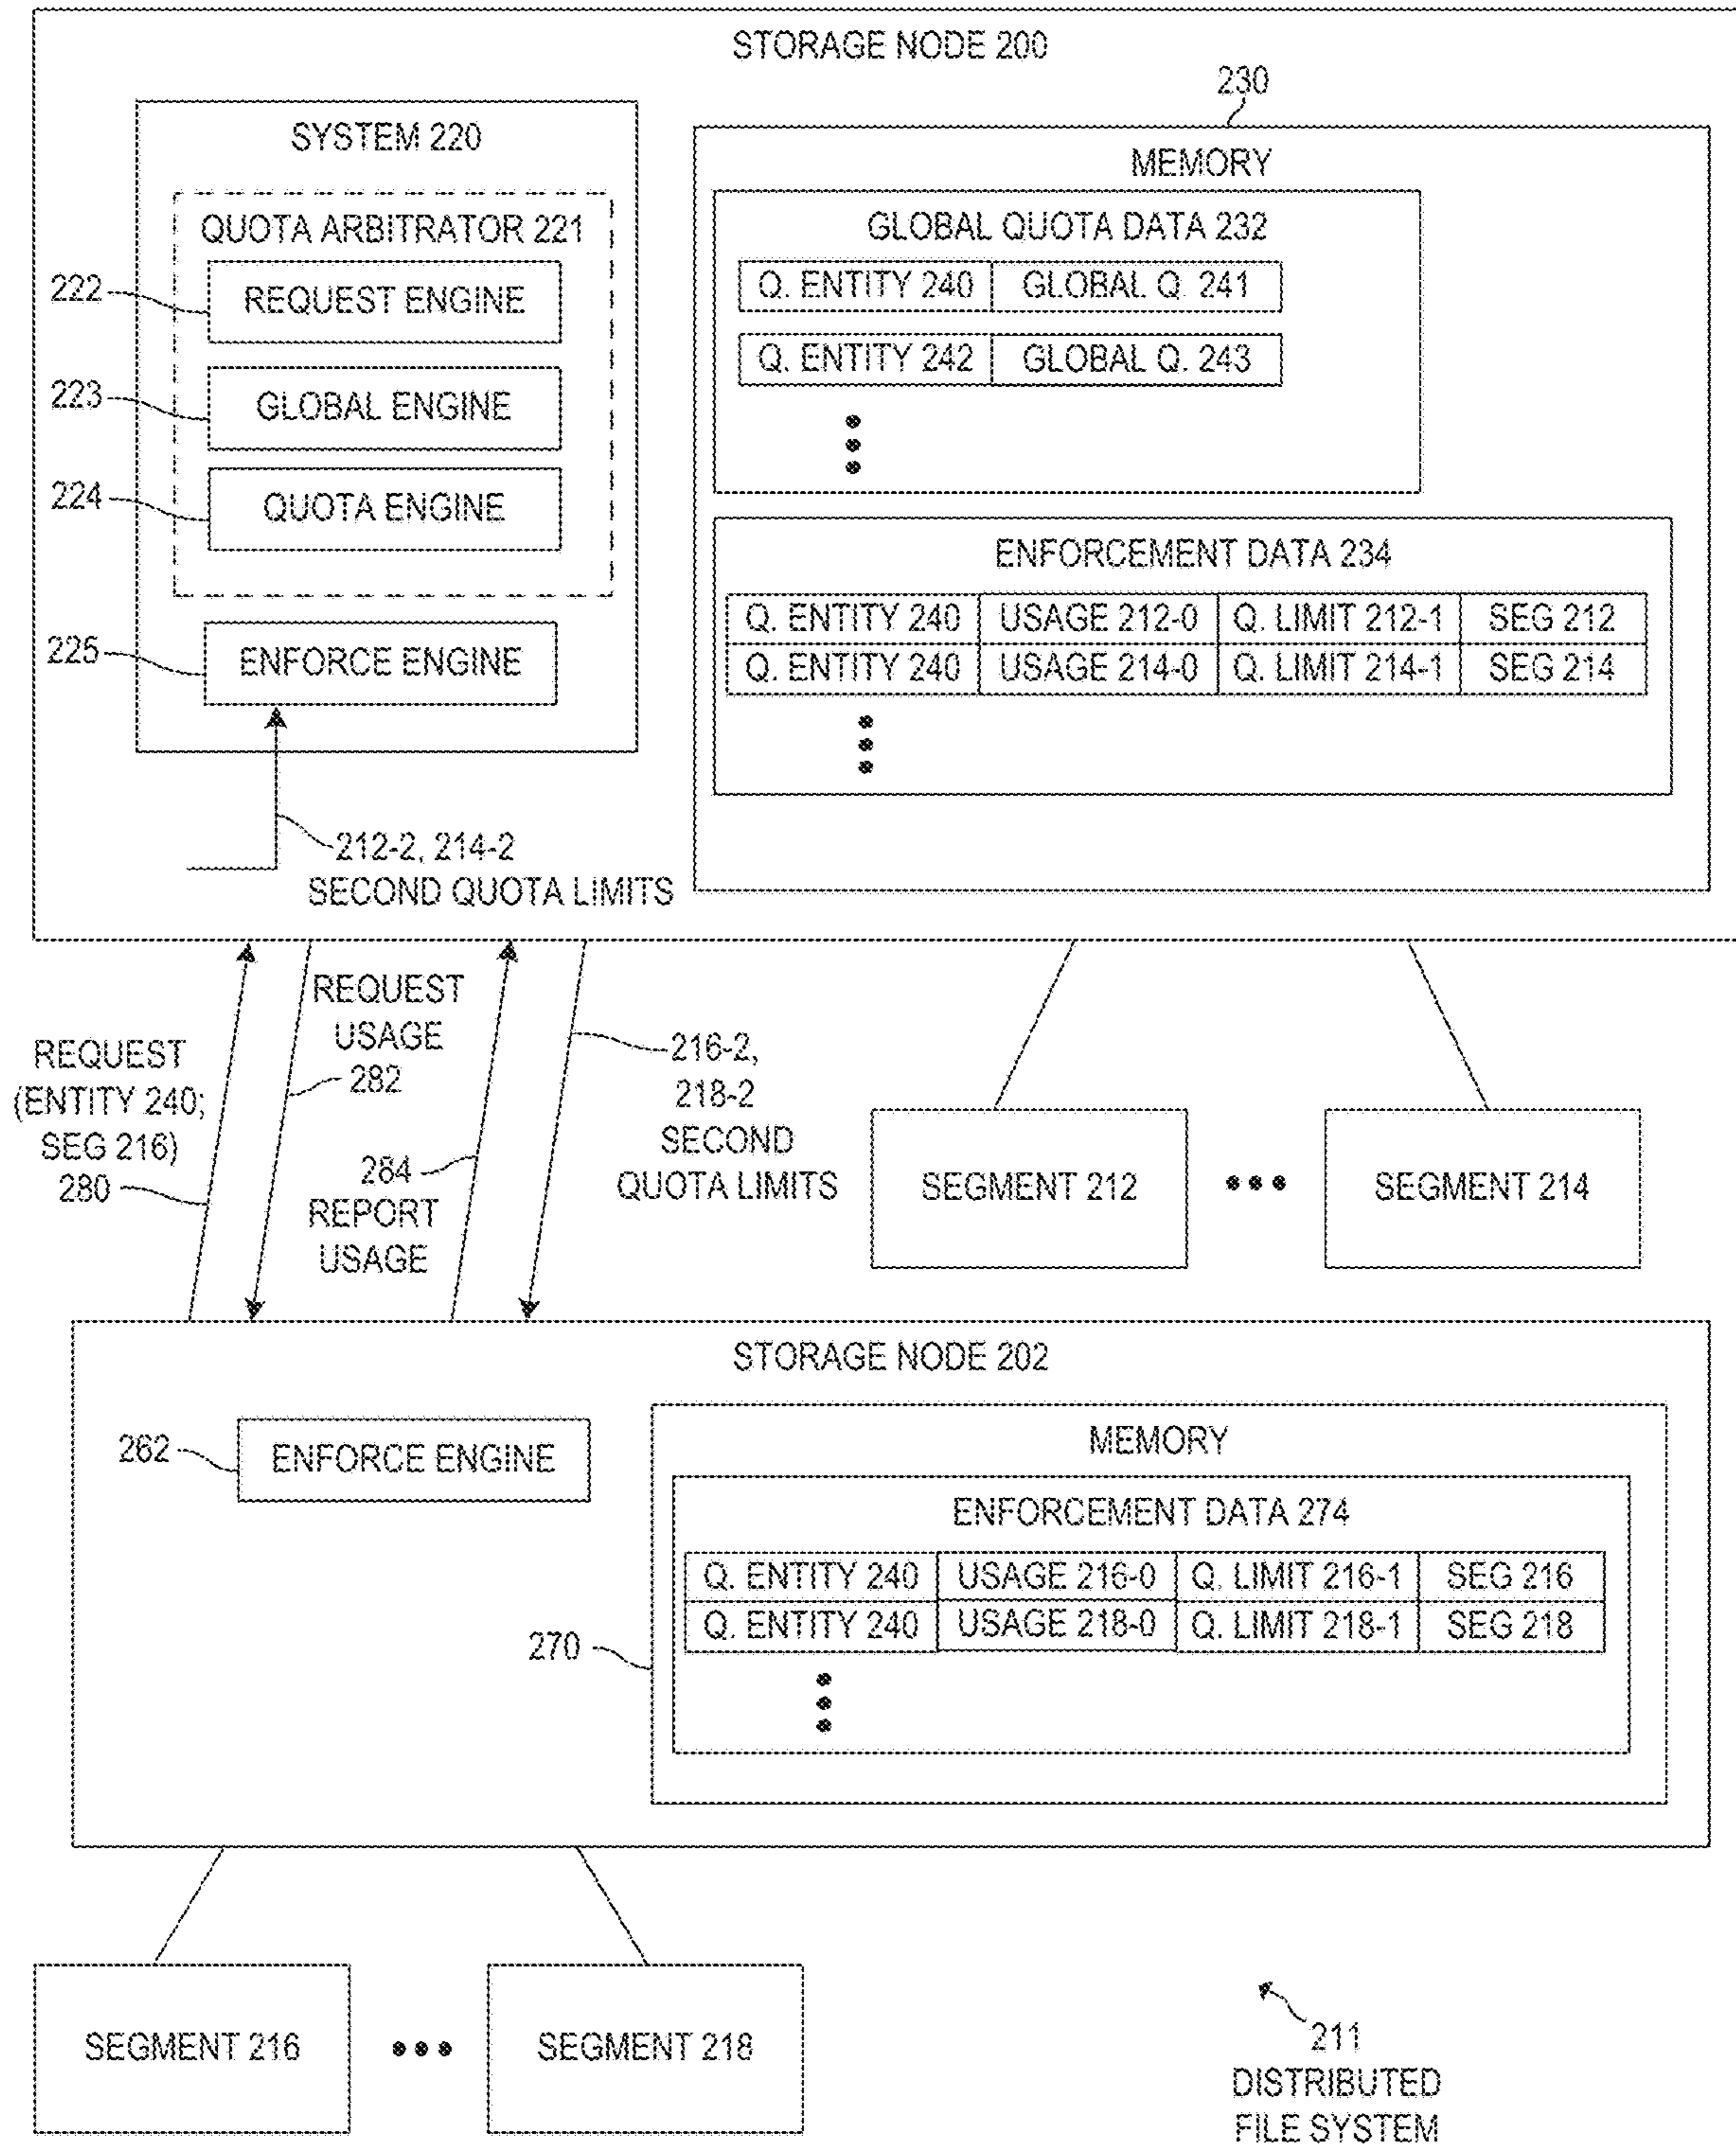 STORAGE NODE 200
230
SYSTEM 220
QUOTA ARBITRATOR 221
222
REQUEST ENGINE
223
GLOBAL ENGINE
224
QUOTA ENGINE
225
ENFORCE ENGINE
212-2, 214-2
SECOND QUOTA LIMITS
MEMORY
GLOBAL QUOTA DATA 232
Q. ENTITY 240 GLOBAL Q. 241
Q. ENTITY 242 GLOBAL Q. 243
ENFORCEMENT DATA 234
Q. ENTITY 240 USAGE 212-0 Q. LIMIT 212-1 SEG 212
Q. ENTITY 240 USAGE 214-0 Q. LIMIT 214-1 SEG 214
REQUEST
(ENTITY 240;
SEG 216)
280
REQUEST
USAGE
282
284
REPORT
USAGE
216-2,
218-2
SECOND
QUOTA LIMITS
SEGMENT 212
SEGMENT 214
STORAGE NODE 202
262
ENFORCE ENGINE
MEMORY
ENFORCEMENT DATA 274
Q. ENTITY 240 USAGE 216-0 Q. LIMIT 216-1 SEG 216
Q. ENTITY 240 USAGE 218-0 Q. LIMIT 218-1 SEG 218
270
SEGMENT 216
SEGMENT 218
211
DISTRIBUTED
FILE SYSTEM